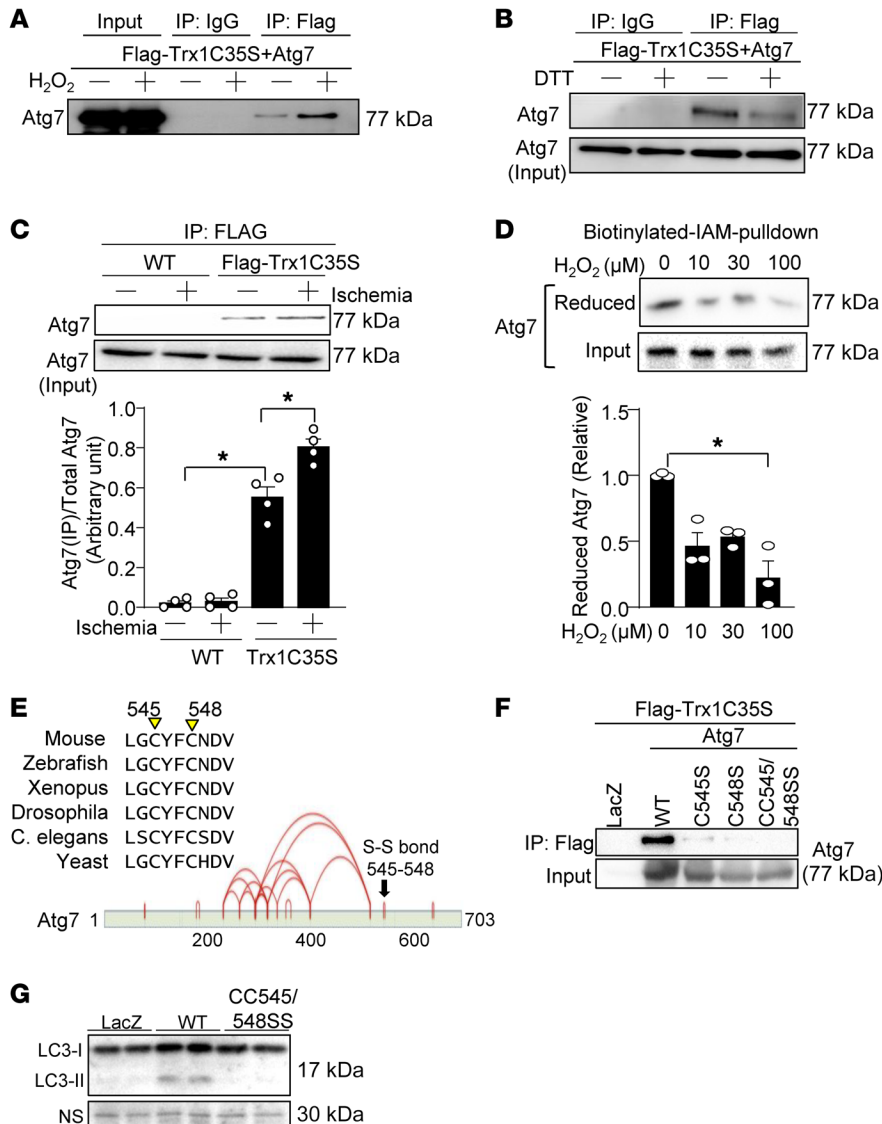 A
Input IP: IgG IP: Flag
Flag-Trx1C35S+Atg7
H₂O₂ — + — + — +
Atg7 77 kDa
B
IP: IgG IP: Flag
Flag-Trx1C35S+Atg7
DTT — + — +
Atg7 77 kDa
Atg7 77 kDa
(Input)
C
IP: FLAG
WT Flag-Trx1C35S
— + — + Ischemia
Atg7 77 kDa
Atg7 77 kDa
(Input)
Atg7(IP)/Total Atg7
(Arbitrary unit)
1.0
0.8
0.6
0.4
0.2
0.0
* *
Ischemia — + — +
WT Trx1C35S
D
Biotinylated-IAM-pulldown
H₂O₂ (μM) 0 10 30 100
Atg7
Reduced 77 kDa
Input 77 kDa
Reduced Atg7 (Relative)
1.5
1.0
0.5
0.0
*
H₂O₂ (μM) 0 10 30 100
E
545 548
Mouse LGCYFCNDV
Zebrafish LGCYFCNDV
Xenopus LGCYFCNDV
Drosophila LGCYFCNDV
C. elegans LSCYFCSDV
Yeast LGCYFCHDV
S-S bond
545-548
Atg7 1 703
200 400 600
F
Flag-Trx1C35S
Atg7
LacZ WT C545S C548S CC545/
548SS
IP: Flag Atg7
Input (77 kDa)
G
LacZ WT CC545/
548SS
LC3-I
17 kDa
LC3-II
NS 30 kDa